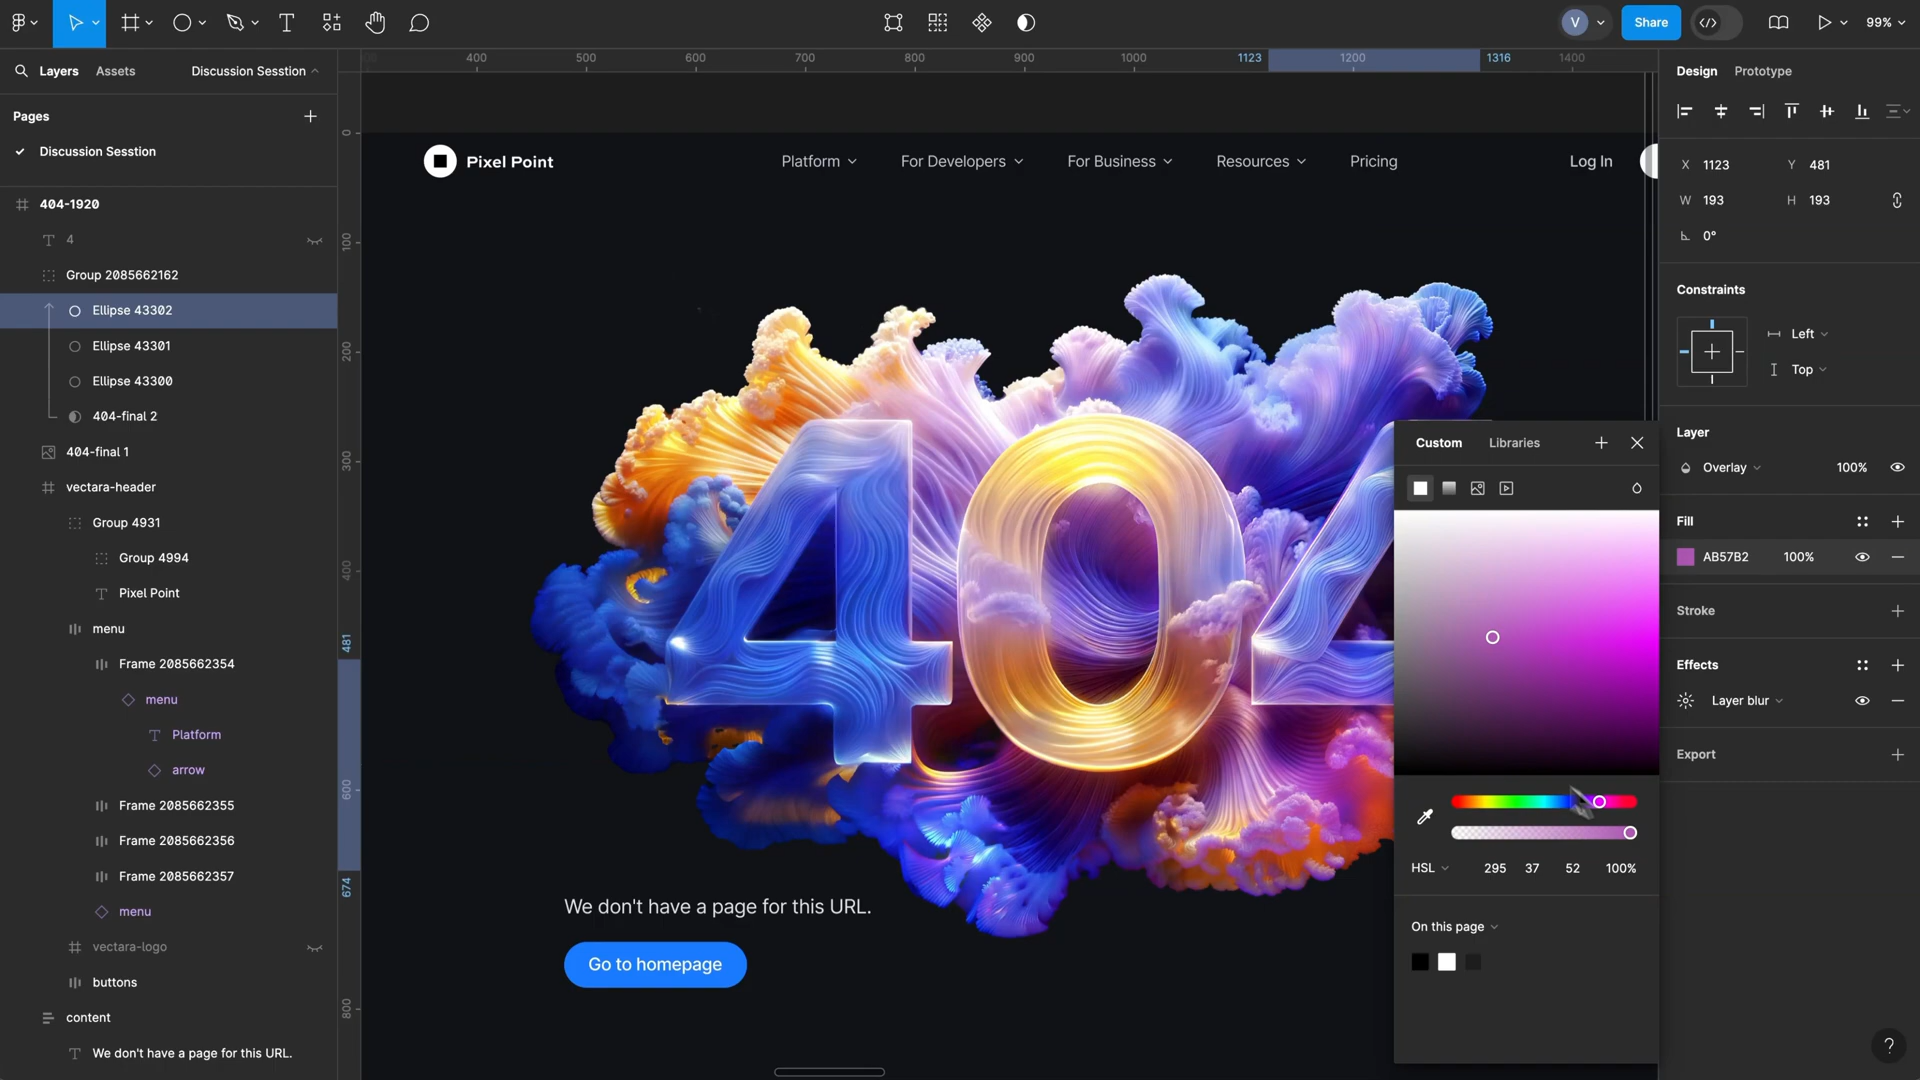 V
Share
99%
Layers
Assets
Discussion Sesstion
400
500
600
700
800
900
1000
1123
1200
1316
1400
Design
Prototype
Pages
Discussion Sesstion
404-1920
4
Group 2085662162
Ellipse 43302
Ellipse 43301
Ellipse 43300
404-final 2
404-final 1
vectara-header
Group 4931
Group 4994
Pixel Point
menu
Frame 2085662354
menu
Platform
arrow
Frame 2085662355
Frame 2085662356
Frame 2085662357
menu
vectara-logo
buttons
content
We don't have a page for this URL.
0
100
200
300
400
481
600
674
800
Pixel Point
Platform
For Developers
For Business
Resources
Pricing
Log In
404
We don't have a page for this URL.
Go to homepage
Custom
Libraries
HSL
295
37
52
100%
On this page
X 1123
Y 481
W 193
H 193
0°
Constraints
Left
Top
Layer
Overlay
100%
Fill
AB57B2
100%
Stroke
Effects
Layer blur
Export
?